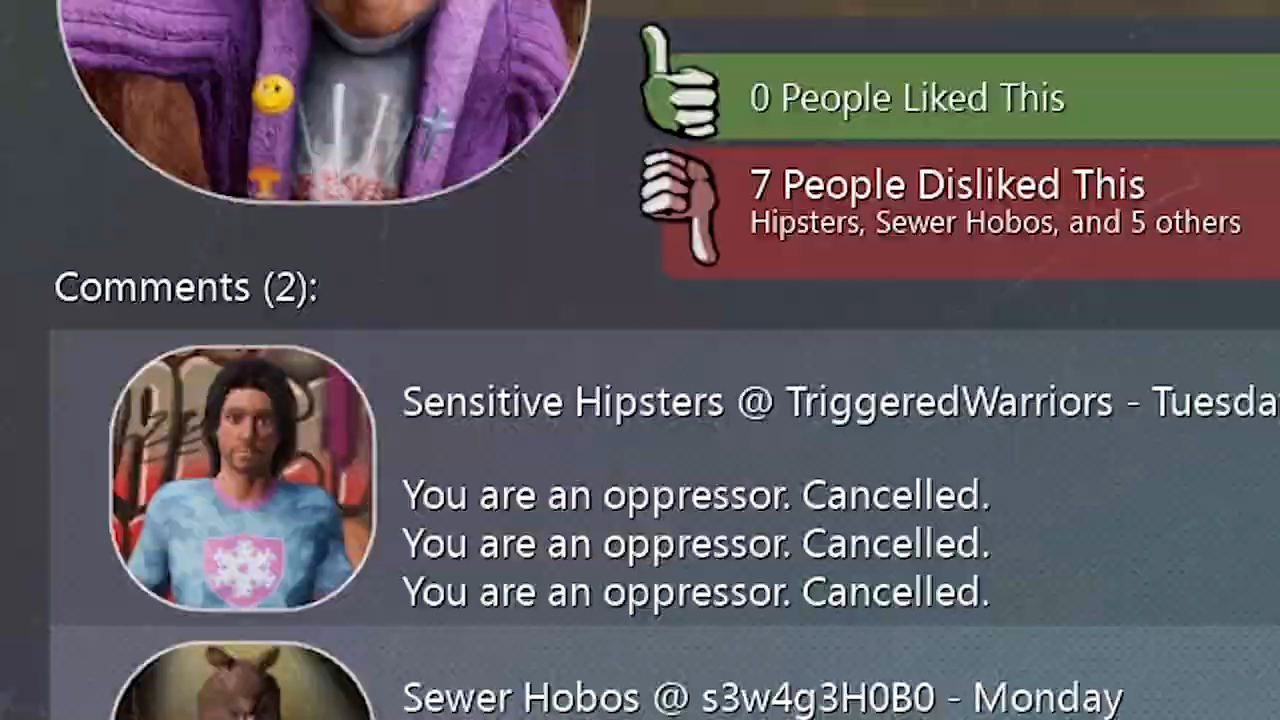 0 People Liked This
7 People Disliked This
Hipsters, Sewer Hobos, and 5 others
Comments (2):
Sensitive Hipsters @ TriggeredWarriors - Tuesda
You are an oppressor. Cancelled.
You are an oppressor. Cancelled.
You are an oppressor. Cancelled.
Sewer Hobos @ s3w4g3H0B0 - Monday